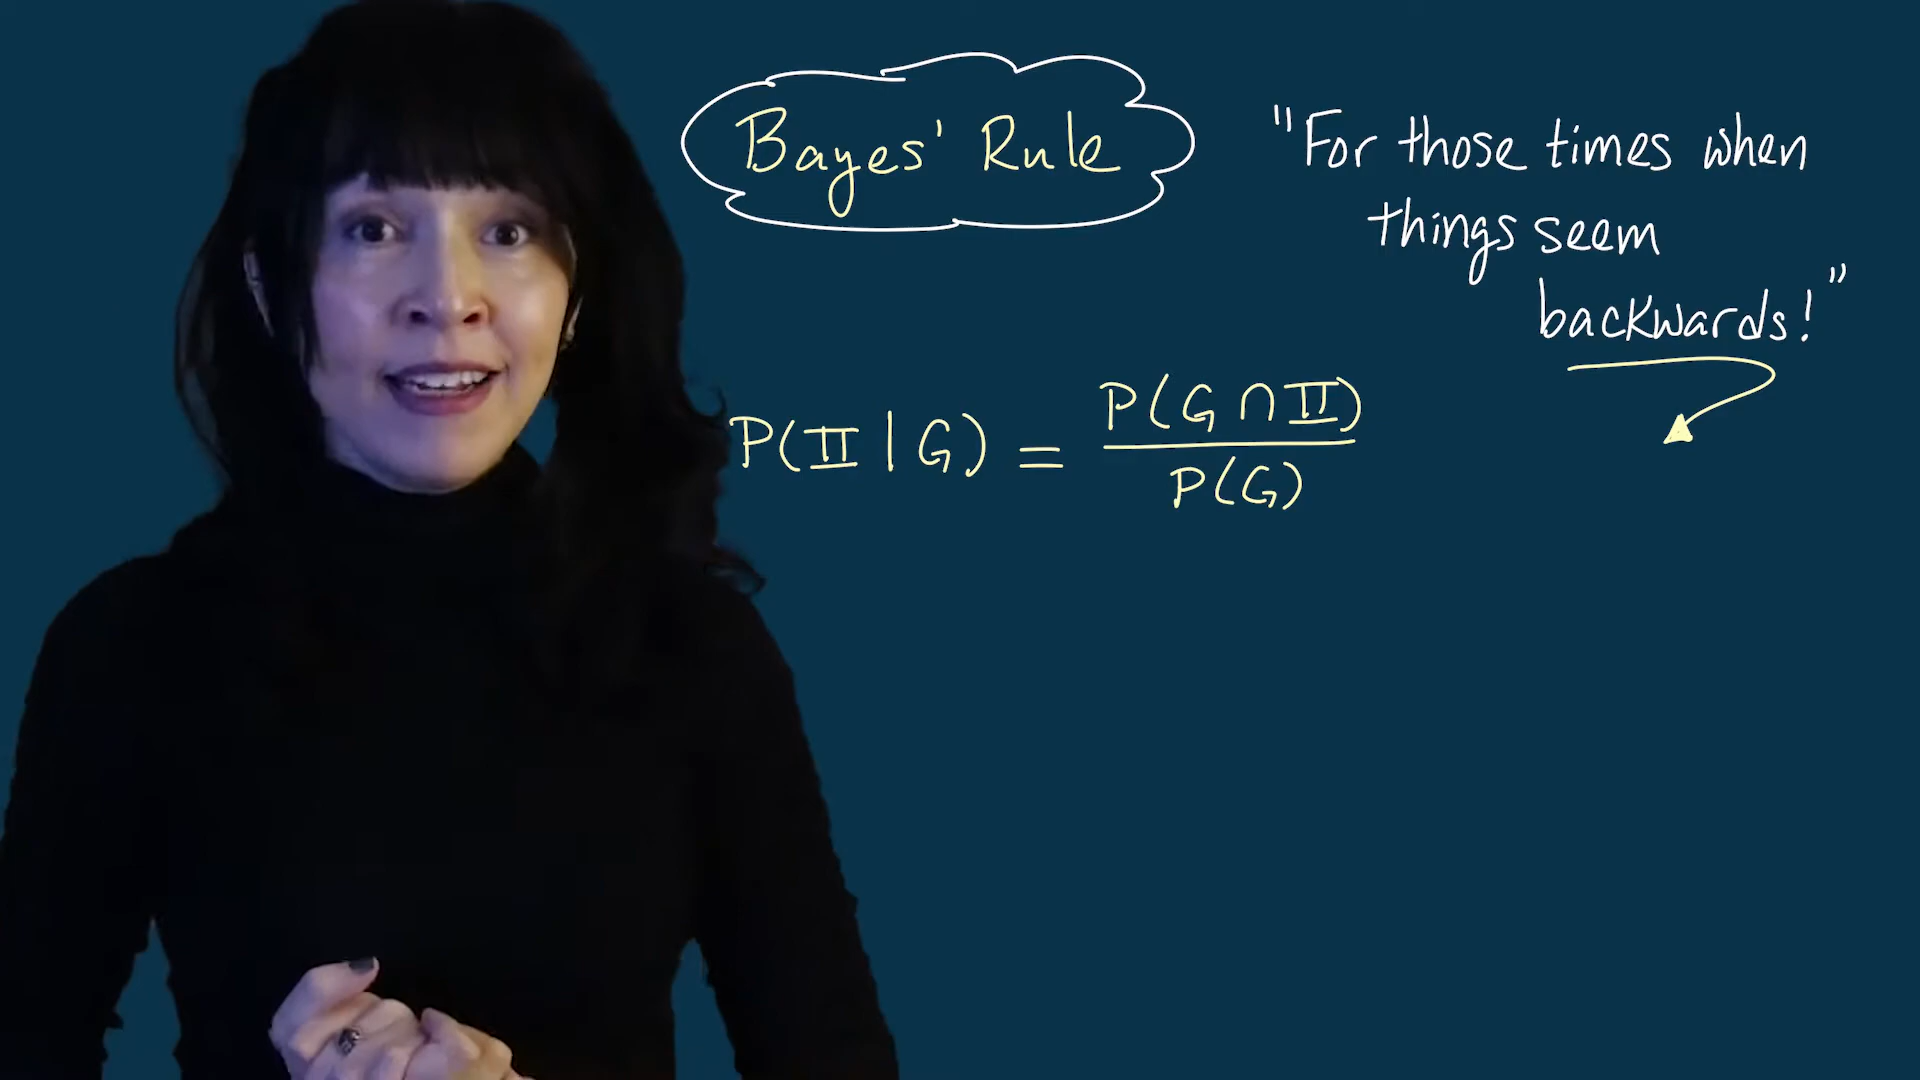 Bayes' Rule
"For those times when
things seem
backwards!"
P(II|G) = P(G∩II)
P(G)